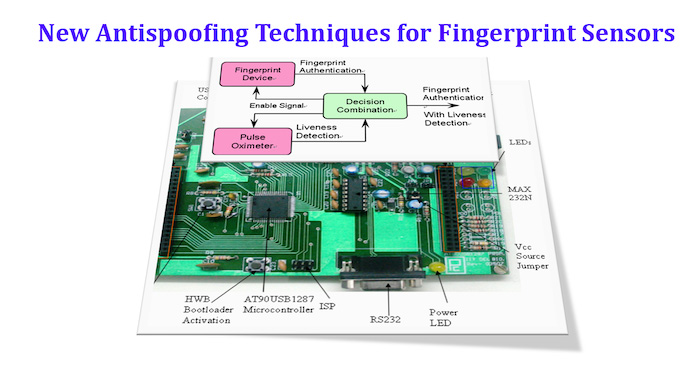 New Antispoofing Techniques for Fingerprint Sensors
Fingerprint
Device
Fingerprint
Authentication
Enable Signal
Decision
Combination
Fingerprint
Authentication
With Liveness
Detection
Liveness
Detection
Pulse
Oximeter
US
Co
LEDs
MAX
232N
Vcc
Source
Jumper
HWB
Bootloader
Activation
AT90USB1287
Microcontroller
ISP
RS232
Power
LED